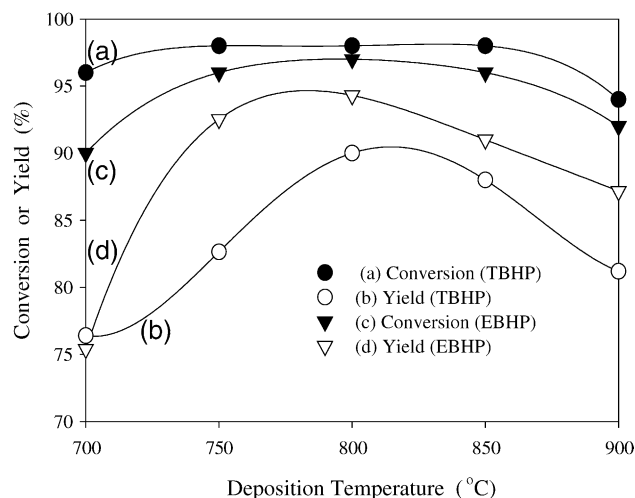 100
(a)
95
90
(c)
85
(d)
80
(b)
75
70
Conversion or Yield (%)
(a) Conversion (TBHP)
(b) Yield (TBHP)
(c) Conversion (EBHP)
(d) Yield (EBHP)
700 750 800 850 900
Deposition Temperature (°C)